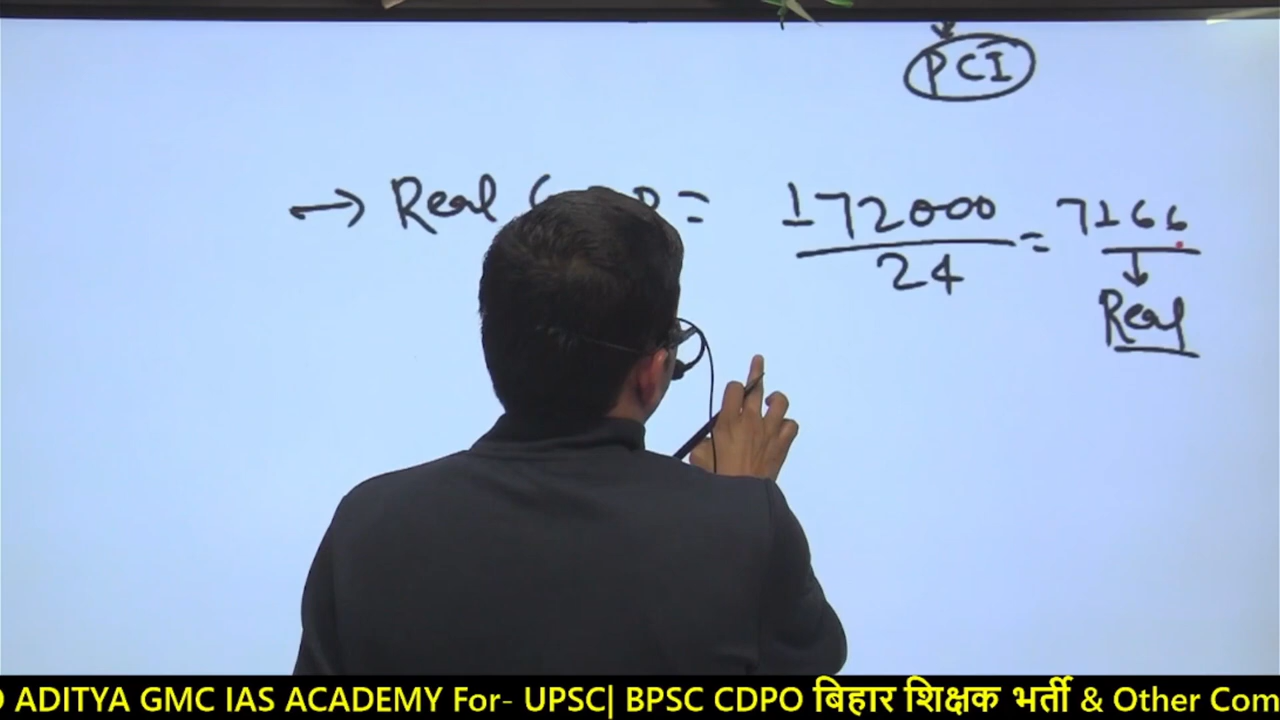 PCI
→ Real = 172000/24 = 7166
↓
Real
ADITYA GMC IAS ACADEMY For- UPSC| BPSC CDPO बिहार शिक्षक भर्ती & Other Com